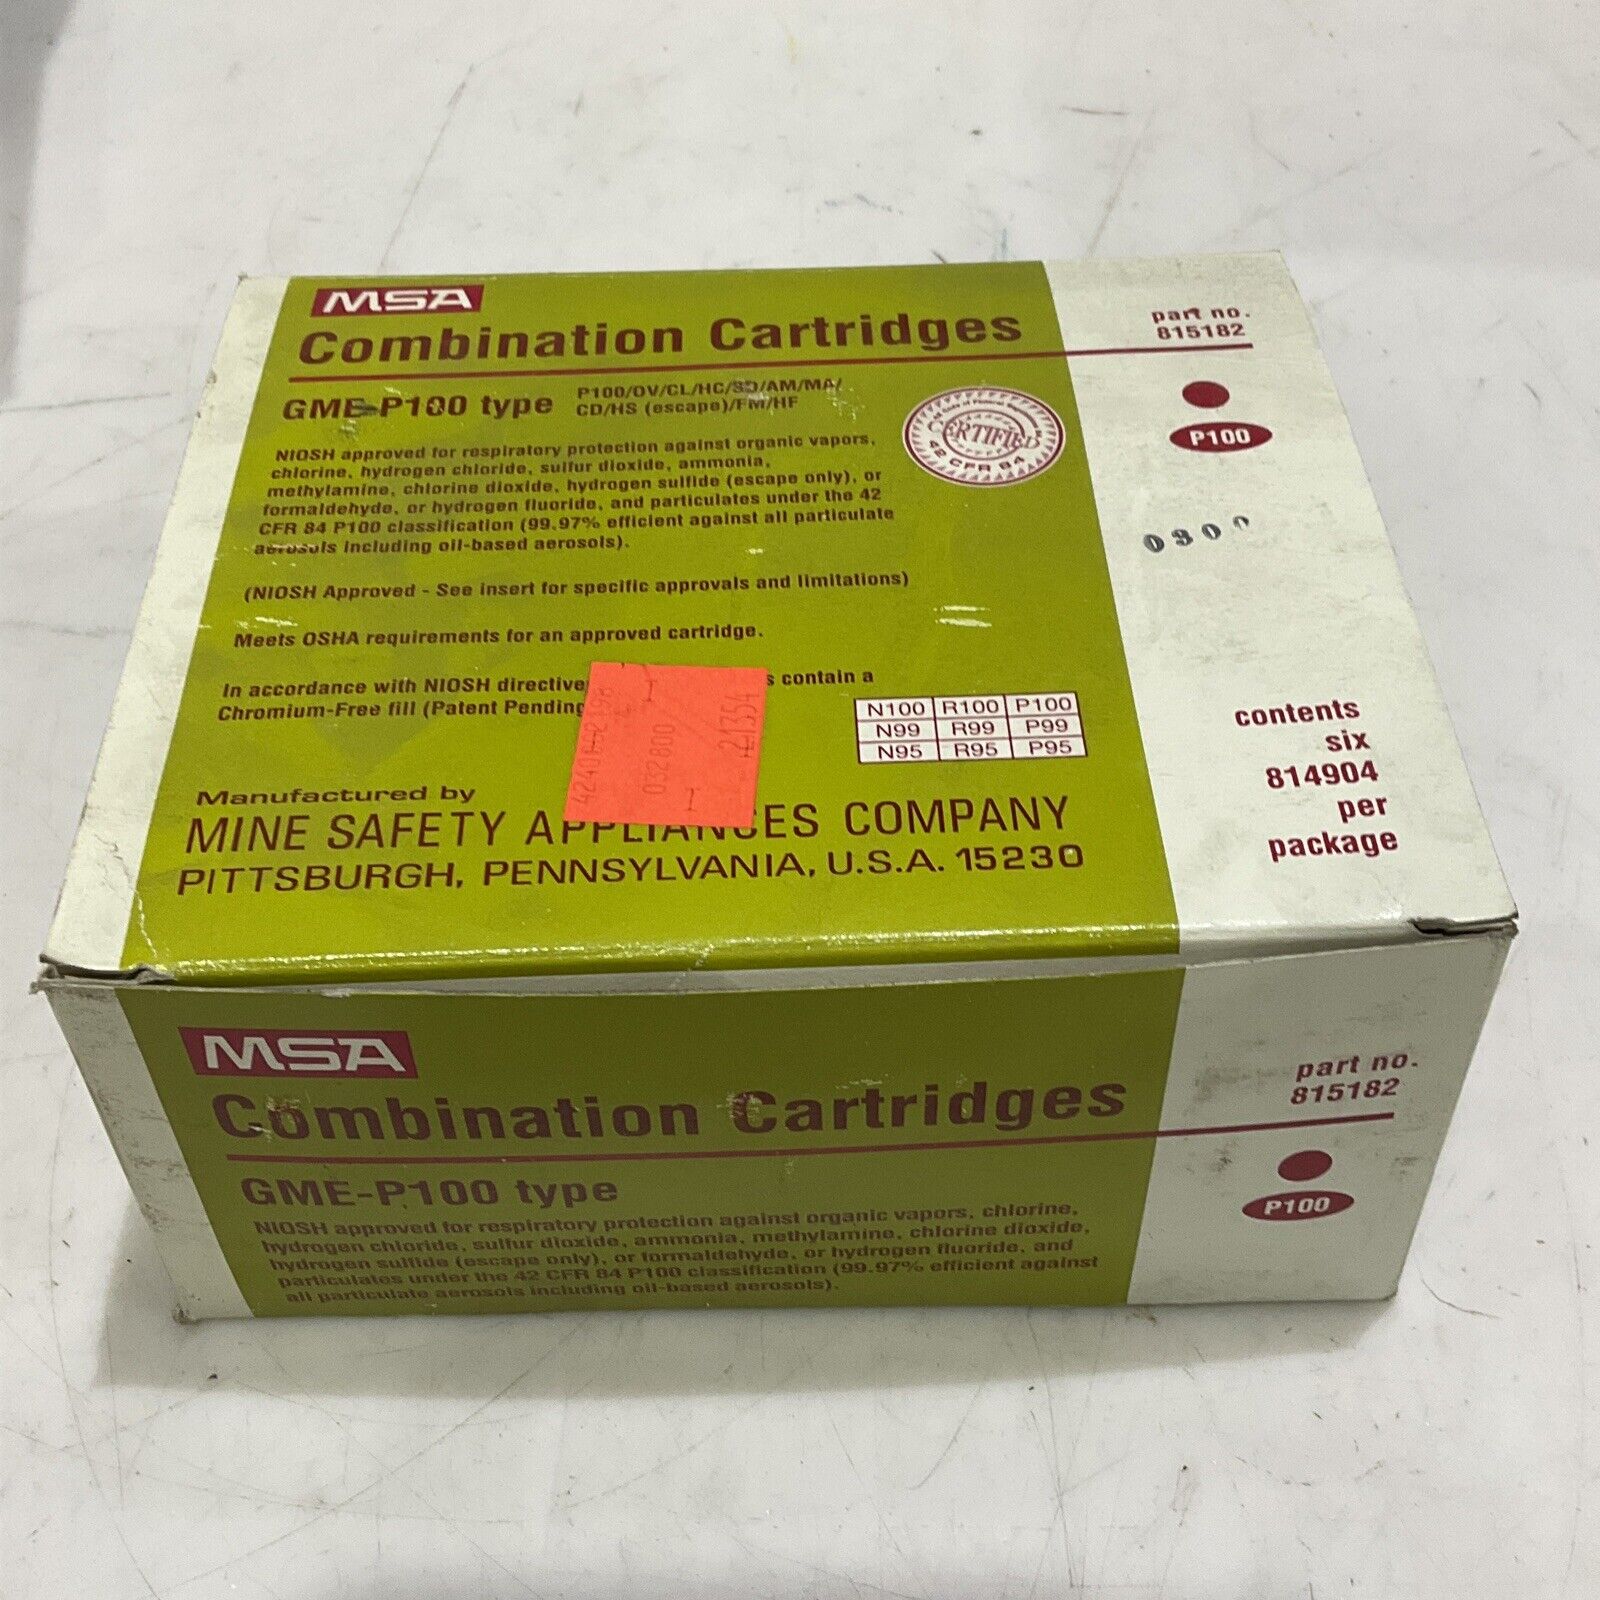 MSA
Combination Cartridges
GME-P100 type
P100/OV/CL/HC/SD/AM/MA/
CD/HS (escape)/FM/HF
NIOSH approved for respiratory protection against organic vapors,
chlorine, hydrogen chloride, sulfur dioxide, ammonia,
methylamine, chlorine dioxide, hydrogen sulfide (escape only), or
formaldehyde, or hydrogen fluoride, and particulates under the 42
CFR 84 P100 classification (99.97% efficient against all particulate
aerosols including oil-based aerosols).
(NIOSH Approved - See insert for specific approvals and limitations)
Meets OSHA requirements for an approved cartridge.
In accordance with NIOSH directive contain a
Chromium-Free fill (Patent Pending
CERTIFIED
42 CFR 84
N100 R100 P100
N99 R99 P99
N95 R95 P95
032800
21354
Manufactured by
MINE SAFETY APPLIANCES COMPANY
PITTSBURGH, PENNSYLVANIA, U.S.A. 15230
part no.
815182
P100
contents
six
814904
per
package
MSA
Combination Cartridges
GME-P100 type
NIOSH approved for respiratory protection against organic vapors, chlorine,
hydrogen chloride, sulfur dioxide, ammonia, methylamine, chlorine dioxide,
hydrogen sulfide (escape only), or formaldehyde, or hydrogen fluoride, and
particulates under the 42 CFR 84 P100 classification (99.97% efficient against
all particulate aerosols including oil-based aerosols).
part no.
815182
P100